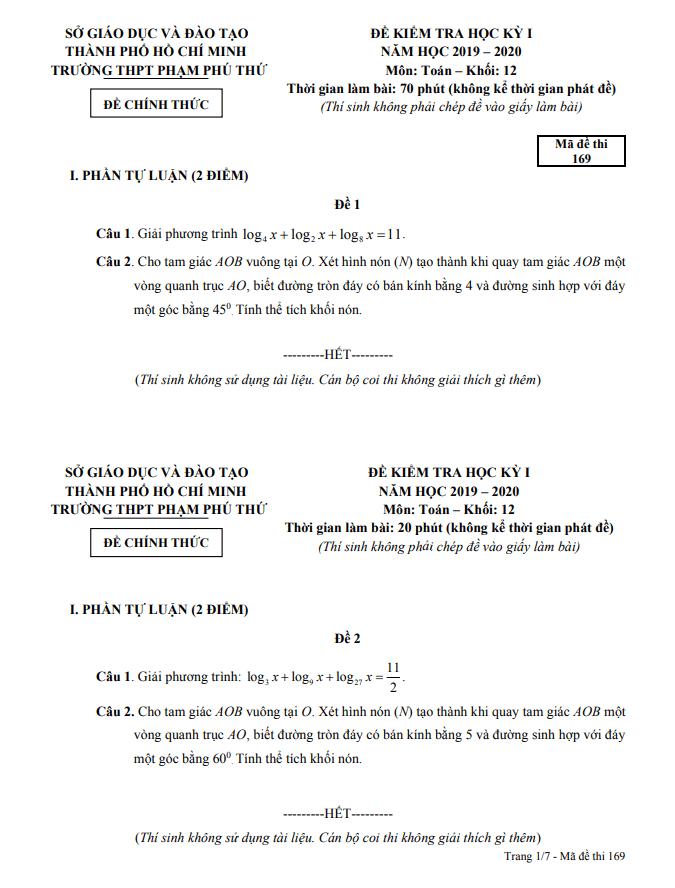 SỞ GIÁO DỤC VÀ ĐÀO TẠO
THÀNH PHỐ HỒ CHÍ MINH
TRƯỜNG THPT PHẠM PHÚ THỨ
ĐỀ CHÍNH THỨC
ĐỀ KIỂM TRA HỌC KỲ I
NĂM HỌC 2019 – 2020
Môn: Toán – Khối: 12
Thời gian làm bài: 70 phút (không kể thời gian phát đề)
(Thí sinh không phải chép đề vào giấy làm bài)
Mã đề thi
169
I. PHẦN TỰ LUẬN (2 ĐIỂM)
Đề 1
Câu 1. Giải phương trình log₄ x + log₂ x + log₈ x = 11.
Câu 2. Cho tam giác AOB vuông tại O. Xét hình nón (N) tạo thành khi quay tam giác AOB một
vòng quanh trục AO, biết đường tròn đáy có bán kính bằng 4 và đường sinh hợp với đáy
một góc bằng 45⁰. Tính thể tích khối nón.
---------HẾT---------
(Thí sinh không sử dụng tài liệu. Cán bộ coi thi không giải thích gì thêm)
SỞ GIÁO DỤC VÀ ĐÀO TẠO
THÀNH PHỐ HỒ CHÍ MINH
TRƯỜNG THPT PHẠM PHÚ THỨ
ĐỀ CHÍNH THỨC
ĐỀ KIỂM TRA HỌC KỲ I
NĂM HỌC 2019 – 2020
Môn: Toán – Khối: 12
Thời gian làm bài: 20 phút (không kể thời gian phát đề)
(Thí sinh không phải chép đề vào giấy làm bài)
I. PHẦN TỰ LUẬN (2 ĐIỂM)
Đề 2
Câu 1. Giải phương trình: log₃ x + log₉ x + log₂₇ x = 11/2.
Câu 2. Cho tam giác AOB vuông tại O. Xét hình nón (N) tạo thành khi quay tam giác AOB một
vòng quanh trục AO, biết đường tròn đáy có bán kính bằng 5 và đường sinh hợp với đáy
một góc bằng 60⁰. Tính thể tích khối nón.
---------HẾT---------
(Thí sinh không sử dụng tài liệu. Cán bộ coi thi không giải thích gì thêm)
Trang 1/7 - Mã đề thi 169